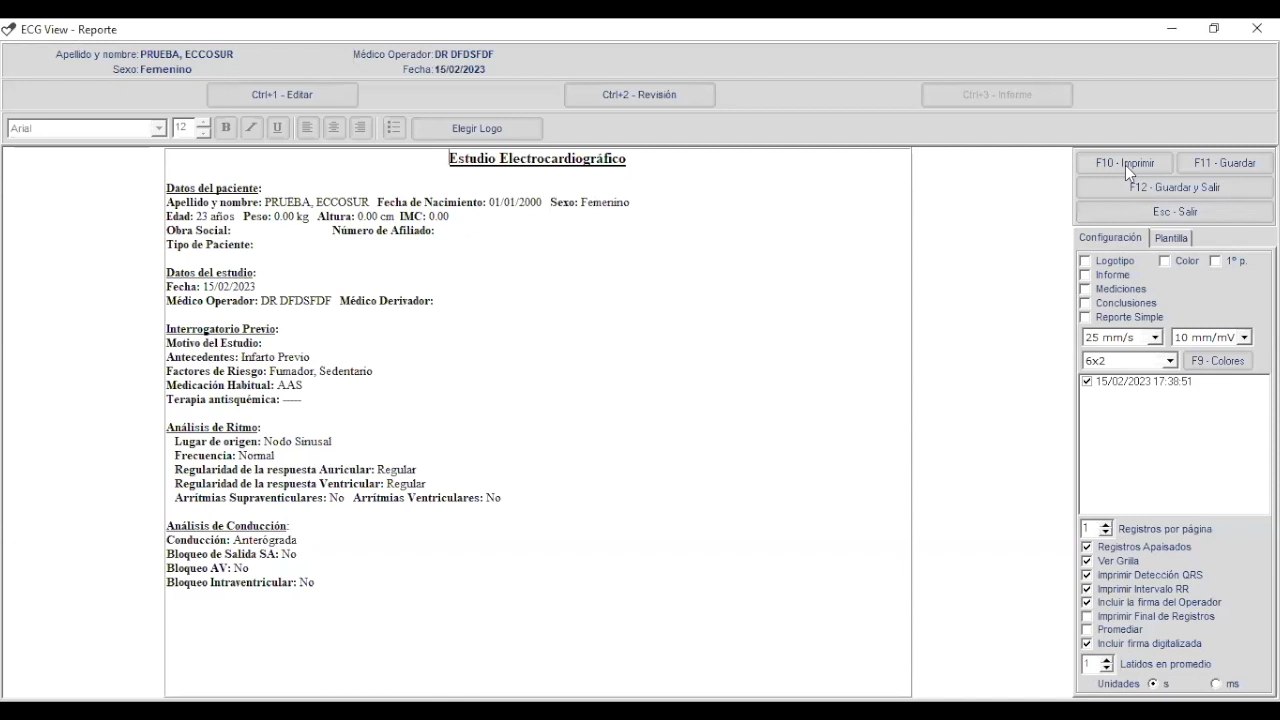 ECG View - Reporte
Apellido y nombre: PRUEBA, ECCOSUR Médico Operador: DR DFDSFDF
Sexo: Femenino Fecha: 15/02/2023
Ctrl+1 - Editar Ctrl+2 - Revisión Ctrl+3 - Informe
Arial 12 B I U Elegir Logo
Estudio Electrocardiográfico
Datos del paciente:
Apellido y nombre: PRUEBA, ECCOSUR Fecha de Nacimiento: 01/01/2000 Sexo: Femenino
Edad: 23 años Peso: 0.00 kg Altura: 0.00 cm IMC: 0.00
Obra Social: Número de Afiliado:
Tipo de Paciente:
Datos del estudio:
Fecha: 15/02/2023
Médico Operador: DR DFDSFDF Médico Derivador:
Interrogatorio Previo:
Motivo del Estudio:
Antecedentes: Infarto Previo
Factores de Riesgo: Fumador, Sedentario
Medicación Habitual: AAS
Terapia antisquémica: -----
Análisis de Ritmo:
Lugar de origen: Nodo Sinusal
Frecuencia: Normal
Regularidad de la respuesta Auricular: Regular
Regularidad de la respuesta Ventricular: Regular
Arritmias Supraventiculares: No Arritmias Ventriculares: No
Análisis de Conducción:
Conducción: Anterógrada
Bloqueo de Salida SA: No
Bloqueo AV: No
Bloqueo Intraventricular: No
F10 - Imprimir F11 - Guardar
F12 - Guardar y Salir
Esc - Salir
Configuración Plantilla
Logotipo Color 1º p.
Informe
Mediciones
Conclusiones
Reporte Simple
25 mm/s 10 mm/mV
6x2 F9 - Colores
15/02/2023 17:38:51
1 Registros por página
Registros Apaisados
Ver Grilla
Imprimir Detección QRS
Imprimir Intervalo RR
Incluir la firma del Operador
Imprimir Final de Registros
Promediar
Incluir firma digitalizada
1 Latidos en promedio
Unidades s ms